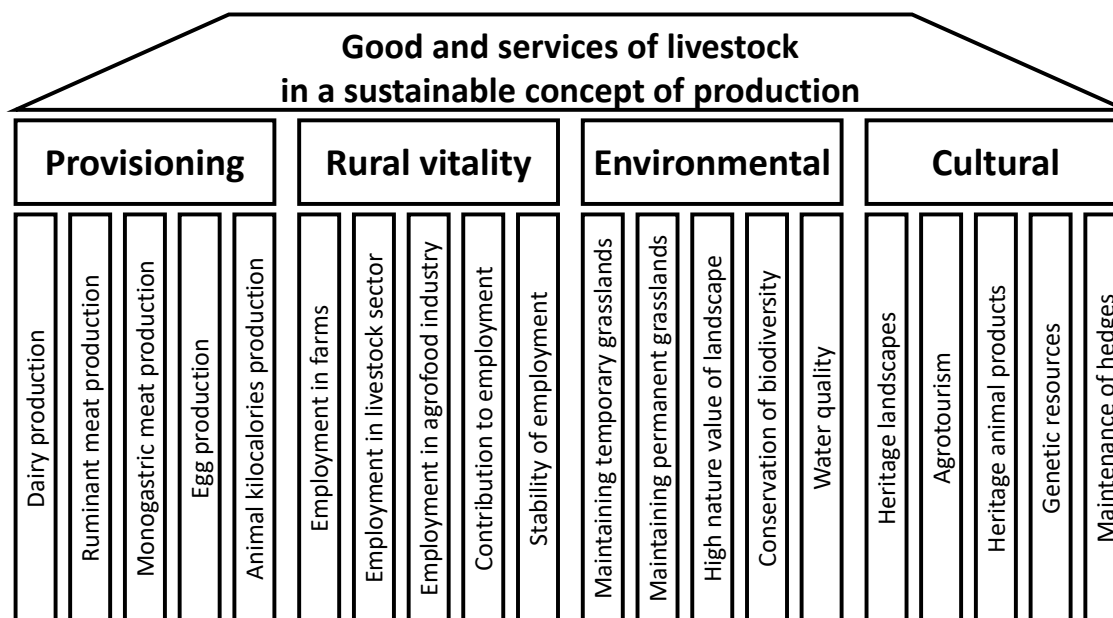 Good and services of livestock
in a sustainable concept of production
Provisioning
Rural vitality
Environmental
Cultural
Dairy production
Ruminant meat production
Monogastric meat production
Egg production
Animal kilocalories production
Employment in farms
Employment in livestock sector
Employment in agrofood industry
Contribution to employment
Stability of employment
Maintaining temporary grasslands
Maintaining permanent grasslands
High nature value of landscape
Conservation of biodiversity
Water quality
Heritage landscapes
Agrotourism
Heritage animal products
Genetic resources
Maintenance of hedges